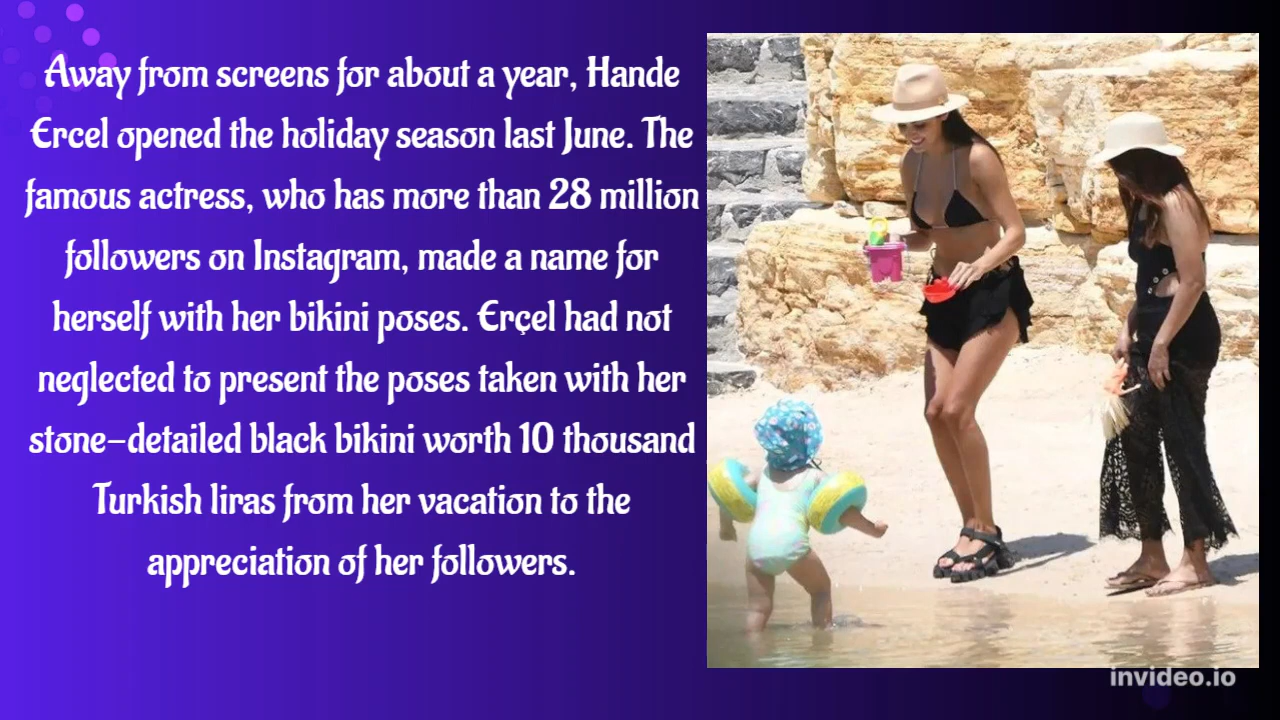 Away from screens for about a year, Hande
Ercel opened the holiday season last June. The
famous actress, who has more than 28 million
followers on Instagram, made a name for
herself with her bikini poses. Erçel had not
neglected to present the poses taken with her
stone-detailed black bikini worth 10 thousand
Turkish liras from her vacation to the
appreciation of her followers.
invideo.io